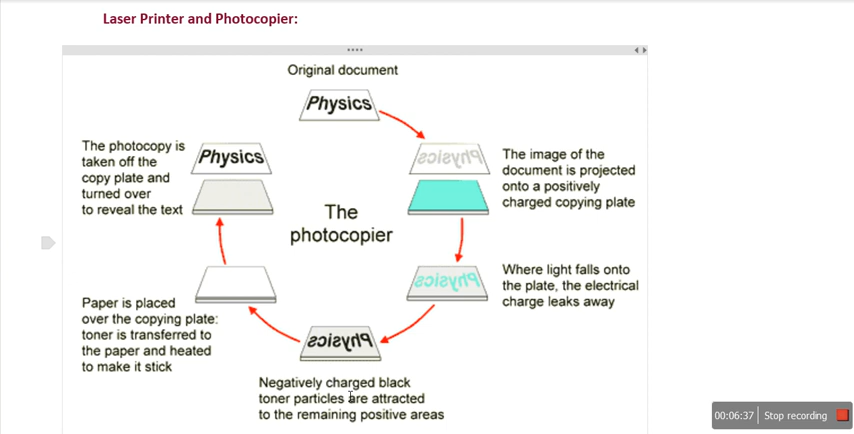 Laser Printer and Photocopier:
Original document
Physics
Physics
The image of the
document is projected
onto a positively
charged copying plate
Where light falls onto
the plate, the electrical
charge leaks away
Physics
Physics
Negatively charged black
toner particles are attracted
to the remaining positive areas
Paper is placed
over the copying plate:
toner is transferred to
the paper and heated
to make it stick
The photocopy is
taken off the
copy plate and
turned over
to reveal the text
Physics
The
photocopier
00:06:37 Stop recording